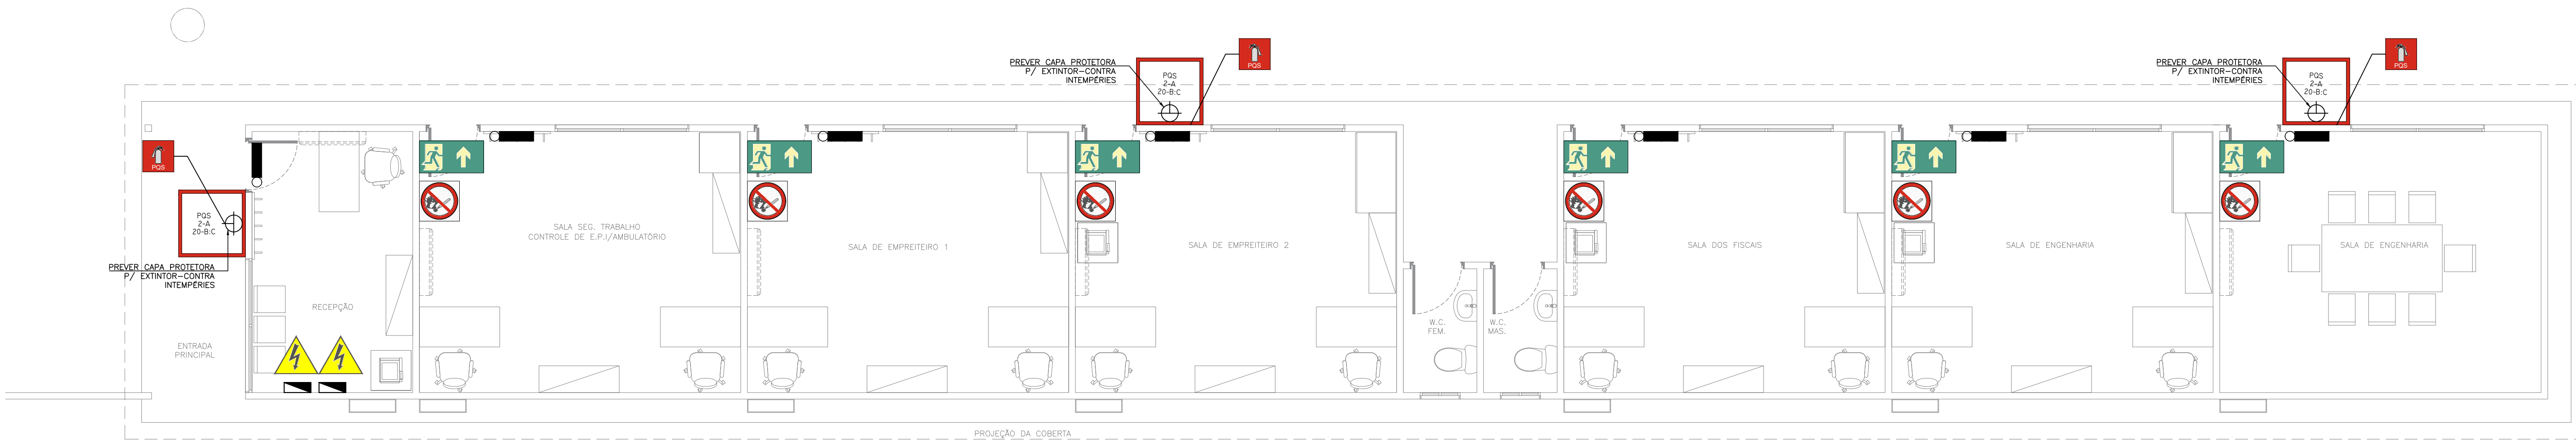 PREVER CAPA PROTETORA
P/ EXTINTOR-CONTRA
INTEMPÉRIES
PQS
2-A
20-B:C
PQS
PREVER CAPA PROTETORA
P/ EXTINTOR-CONTRA
INTEMPÉRIES
PQS
2-A
20-B:C
PQS
PQS
PQS
2-A
20-B:C
PREVER CAPA PROTETORA
P/ EXTINTOR-CONTRA
INTEMPÉRIES
ENTRADA
PRINCIPAL
RECEPÇÃO
SALA SEG. TRABALHO
CONTROLE DE E.P.I/AMBULATÓRIO
SALA DE EMPREITEIRO 1
SALA DE EMPREITEIRO 2
W.C.
FEM.
W.C.
MAS.
SALA DOS FISCAIS
SALA DE ENGENHARIA
SALA DE ENGENHARIA
PROJEÇÃO DA COBERTA